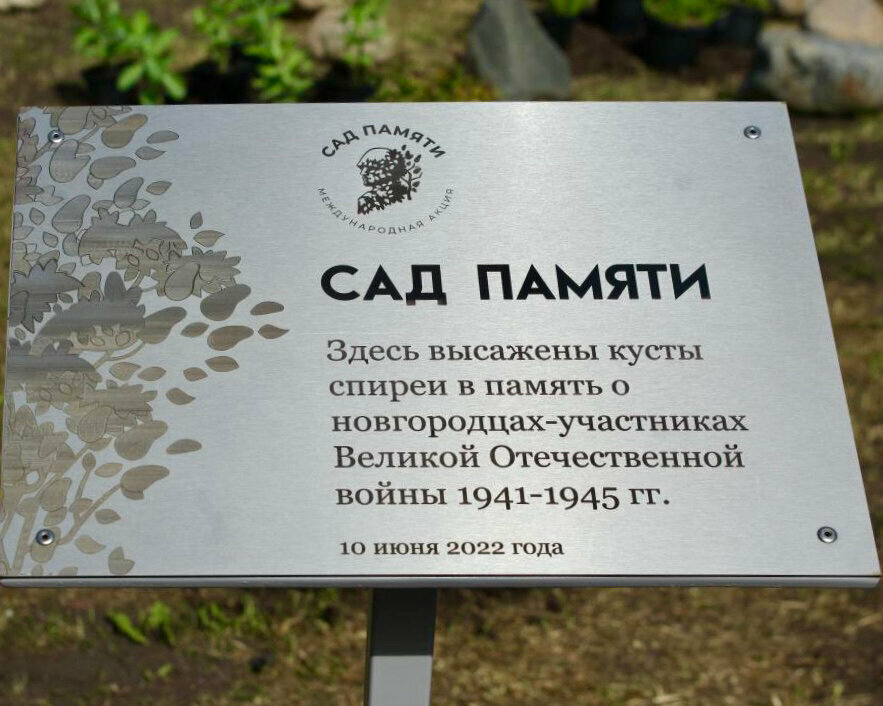 САД ПАМЯТИ
МЕЖДУНАРОДНАЯ АКЦИЯ
САД ПАМЯТИ
Здесь высажены кусты
спиреи в память о
новгородцах-участниках
Великой Отечественной
войны 1941-1945 гг.
10 июня 2022 года